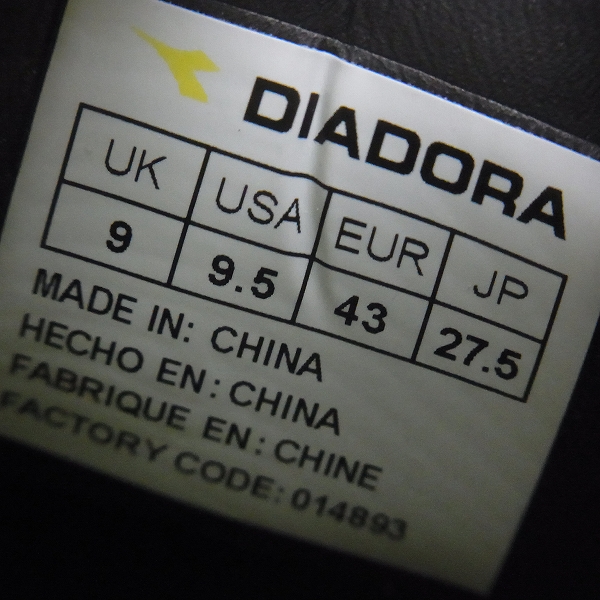 DIADORA
UK USA EUR JP
9 9.5 43 27.5
MADE IN: CHINA
HECHO EN: CHINA
FABRIQUE EN: CHINE
FACTORY CODE: 014893